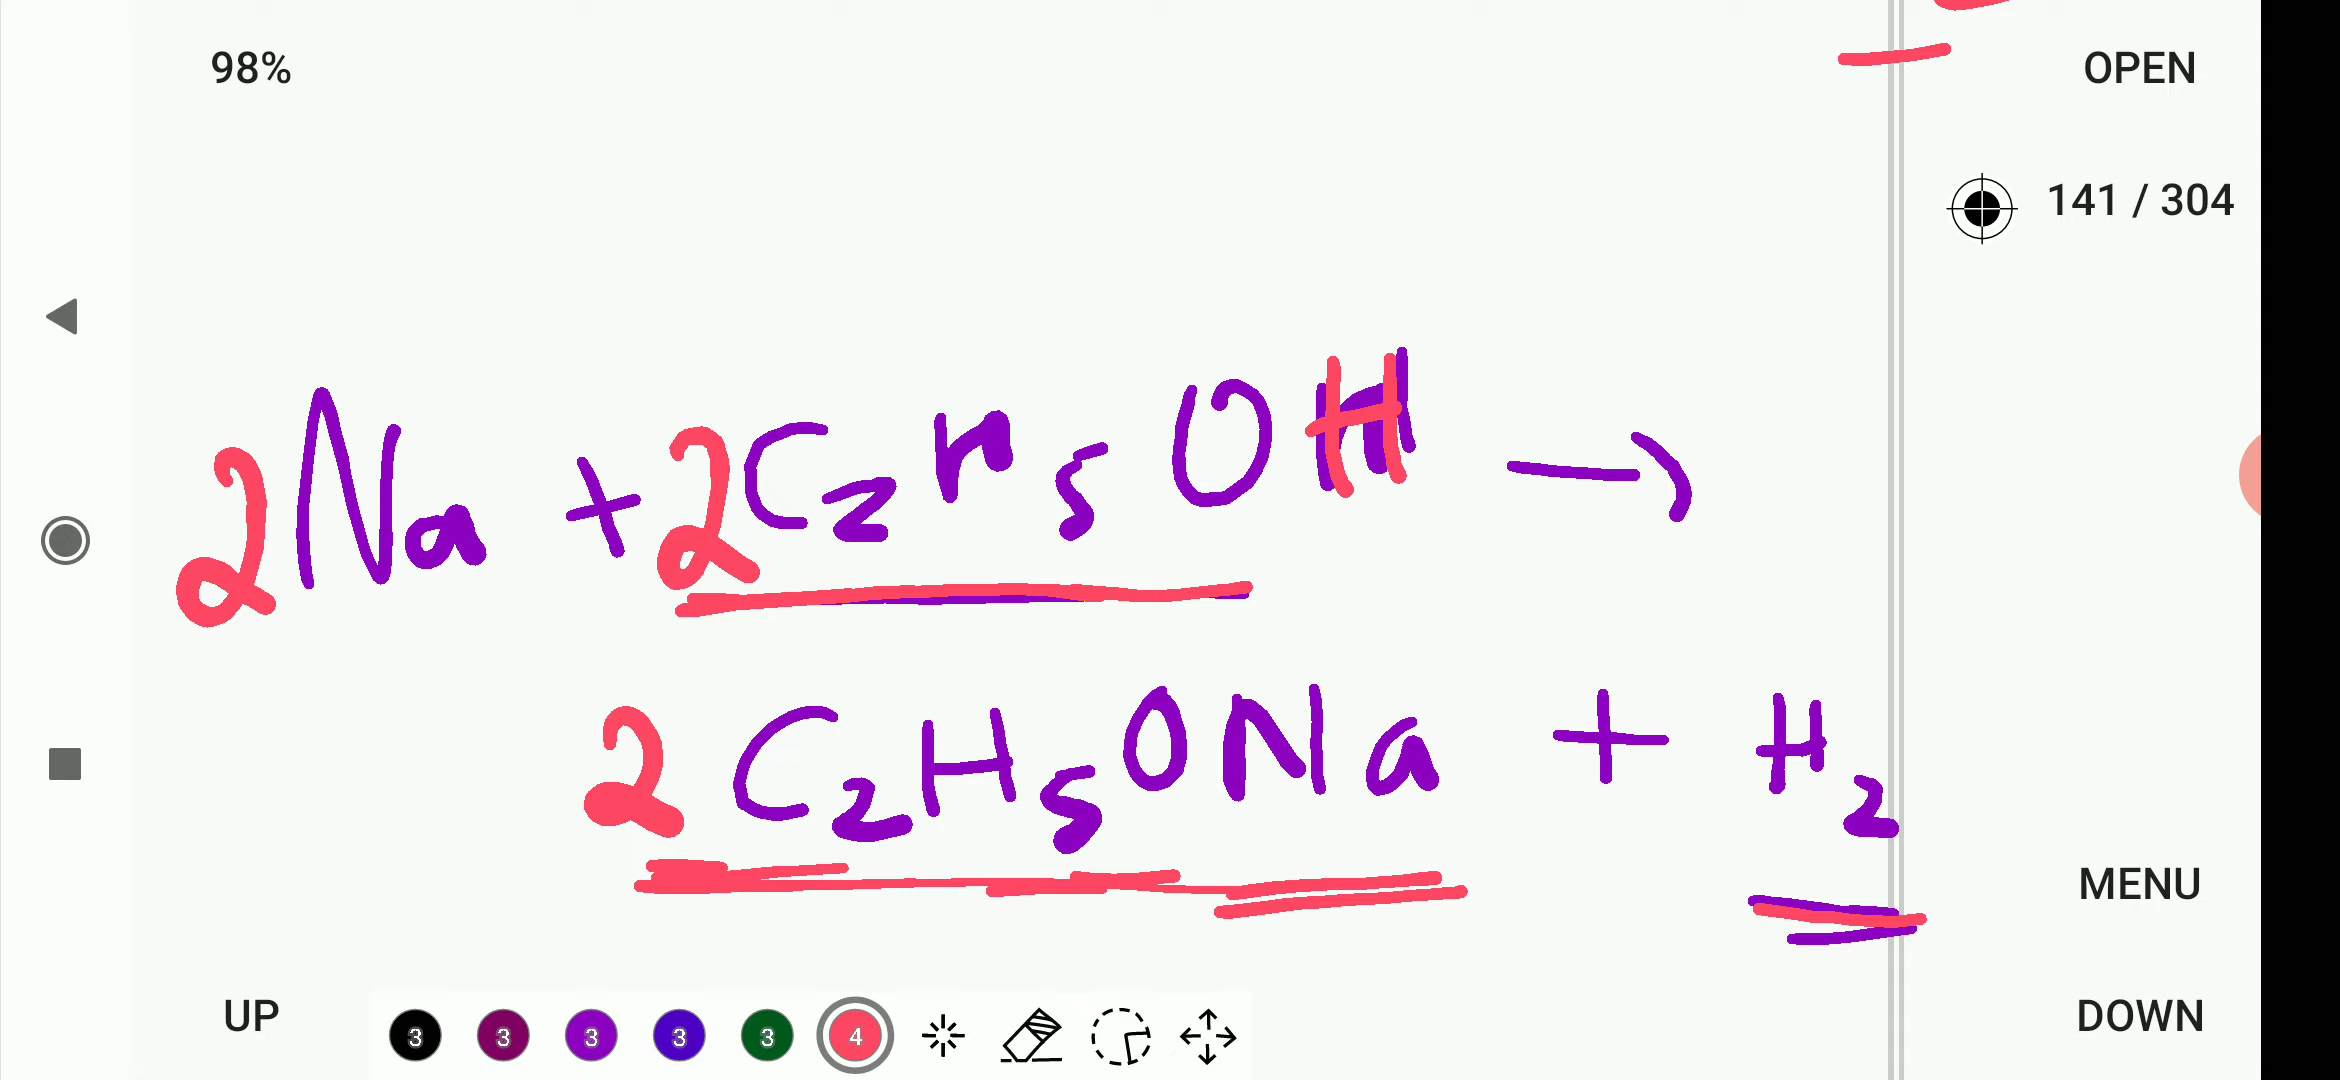 98%
OPEN
141 / 304
2Na + 2C₂H₅OH →
2C₂H₅ONa + H₂
MENU
UP
3 3 3 3 3 4
DOWN